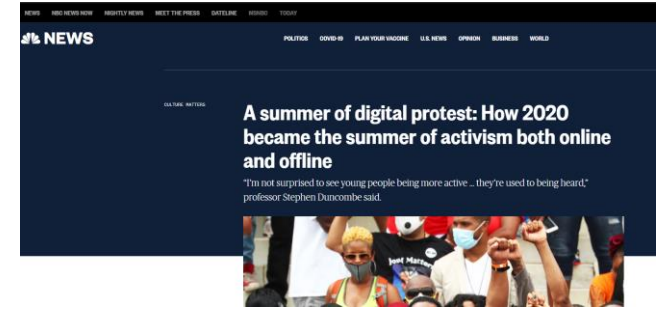 NEWS NBC NEWS NOW NIGHTLY NEWS MEET THE PRESS DATELINE MSNBC TODAY
NEWS
POLITICS COVID-19 PLAN YOUR VACCINE U.S. NEWS OPINION BUSINESS WORLD
CULTURE MATTERS
A summer of digital protest: How 2020
became the summer of activism both online
and offline
"I'm not surprised to see young people being more active ... they're used to being heard,"
professor Stephen Duncombe said.